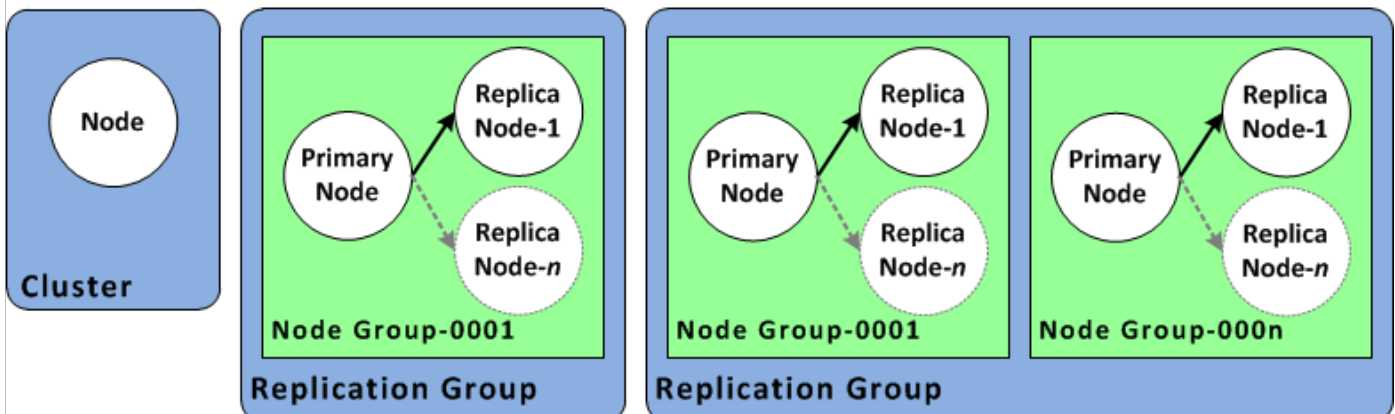 Node
Cluster
Primary
Node
Replica
Node-1
Replica
Node-n
Node Group-0001
Replication Group
Primary
Node
Replica
Node-1
Replica
Node-n
Node Group-0001
Primary
Node
Replica
Node-1
Replica
Node-n
Node Group-000n
Replication Group